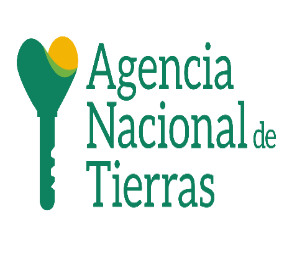 Agencia
Nacional de
Tierras